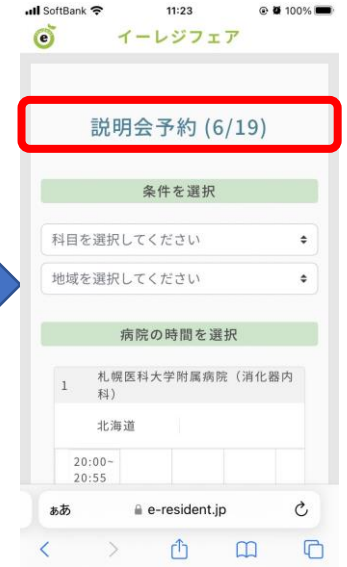 SoftBank 11:23 100%
e イーレジフェア
説明会予約 (6/19)
条件を選択
科目を選択してください
地域を選択してください
病院の時間を選択
1 札幌医科大学附属病院（消化器内
科）
北海道
20:00~
20:55
ああ e-resident.jp